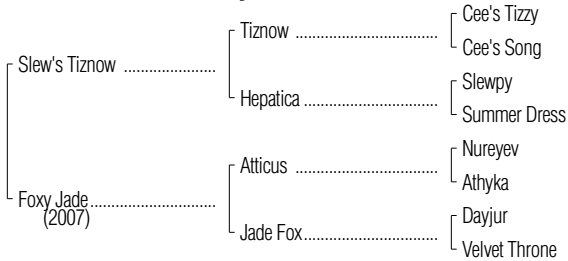 Cee's Tizzy
Tiznow
Cee's Song
Slew's Tiznow
Slewpy
Hepatica
Summer Dress
Nureyev
Atticus
Athyka
Foxy Jade
(2007)
Dayjur
Jade Fox
Velvet Throne